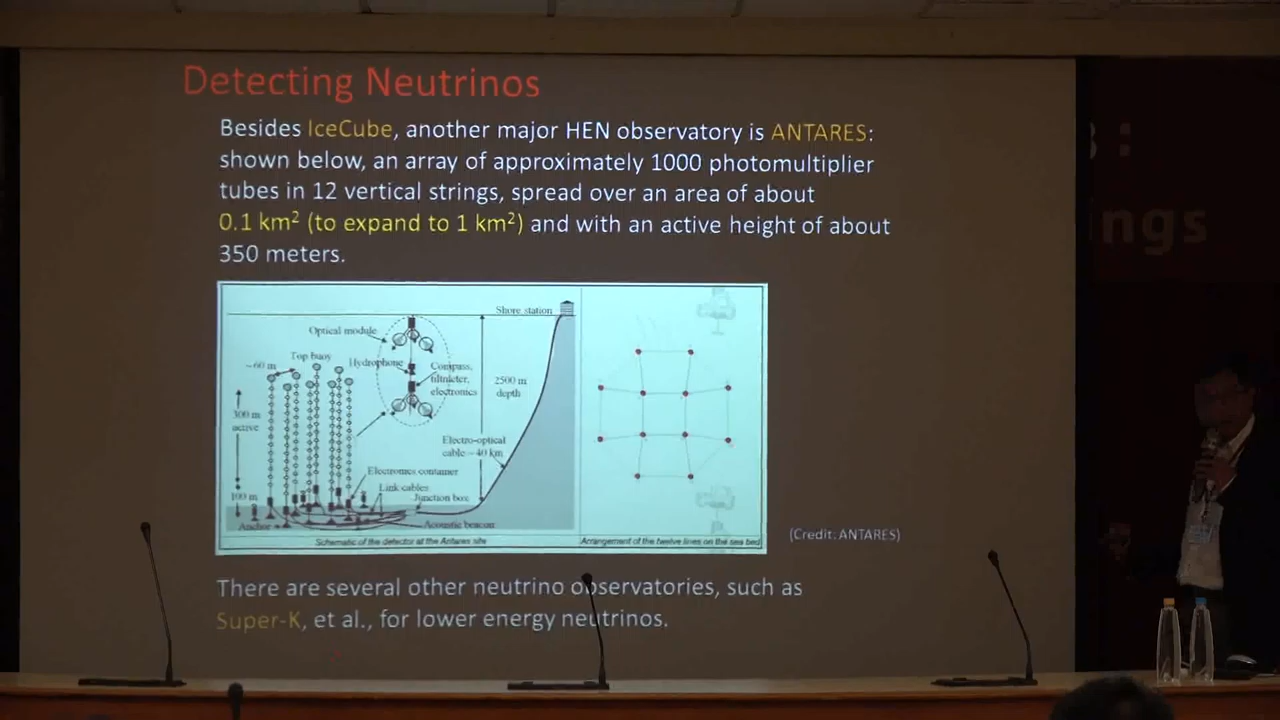 Detecting Neutrinos
Besides IceCube, another major HEN observatory is ANTARES:
shown below, an array of approximately 1000 photomultiplier
tubes in 12 vertical strings, spread over an area of about
0.1 km² (to expand to 1 km²) and with an active height of about
350 meters.
Shore station
Optical module
~60 m
Top buoy
Hydrophone
Compass,
tiltmeter,
electronics
2500 m
depth
300 m
active
Electro-optical
cable ~ 40 km
Electronics container
Link cables
100 m
Junction box
Anchor
Acoustic beacon
Schematic of the detector at the Antares site
Arrangement of the twelve lines on the sea bed
(Credit: ANTARES)
There are several other neutrino observatories, such as
Super-K, et al., for lower energy neutrinos.
ngs